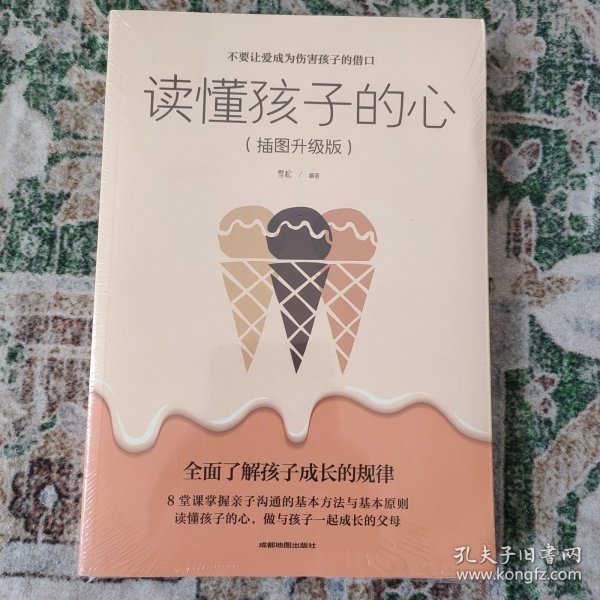 不要让爱成为伤害孩子的借口
读懂孩子的心
（插图升级版）
雪松 / 编著
全面了解孩子成长的规律
8堂课掌握亲子沟通的基本方法与基本原则
读懂孩子的心，做与孩子一起成长的父母
成都地图出版社
孔夫子旧书网
www.kongfz.com